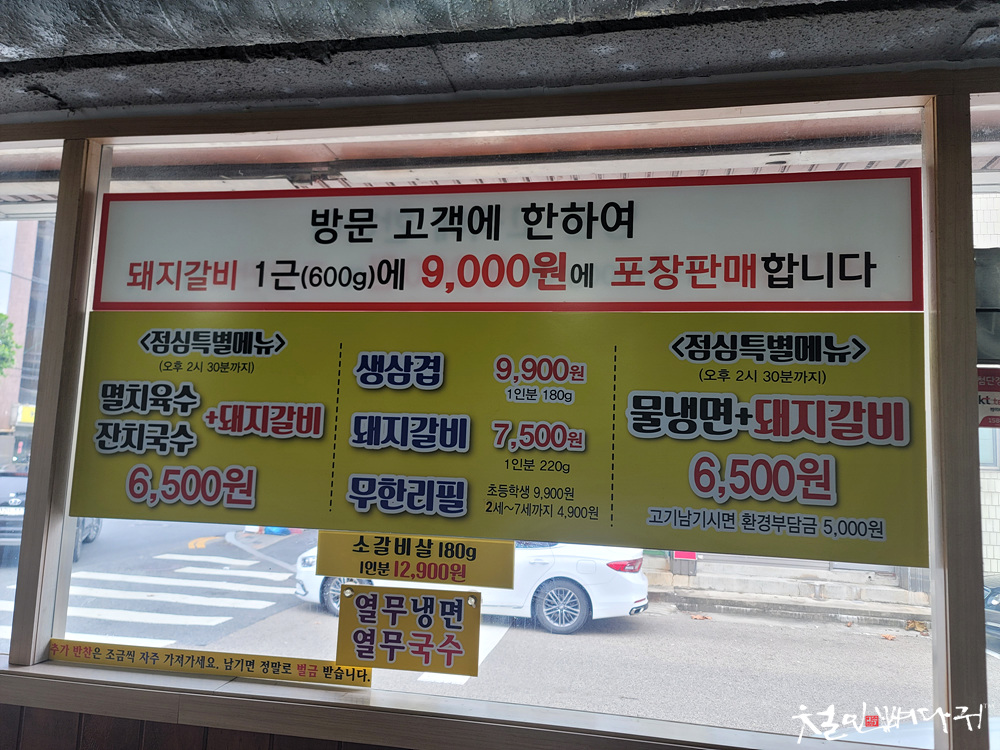 방문 고객에 한하여
돼지갈비 1근(600g)에 9,000원에 포장판매합니다
<점심특별메뉴>
(오후 2시 30분까지)
멸치육수
잔치국수
+돼지갈비
6,500원
생삼겹
9,900원
1인분 180g
돼지갈비
7,500원
1인분 220g
무한리필
초등학생 9,900원
2세~7세까지 4,900원
<점심특별메뉴>
(오후 2시 30분까지)
물냉면+돼지갈비
6,500원
고기남기시면 환경부담금 5,000원
소갈비살 180g
1인분 12,900원
열무냉면
열무국수
추가 반찬은 조금씩 자주 가져가세요. 남기면 정말로 벌금 받습니다.
kt
철민뽀다귀